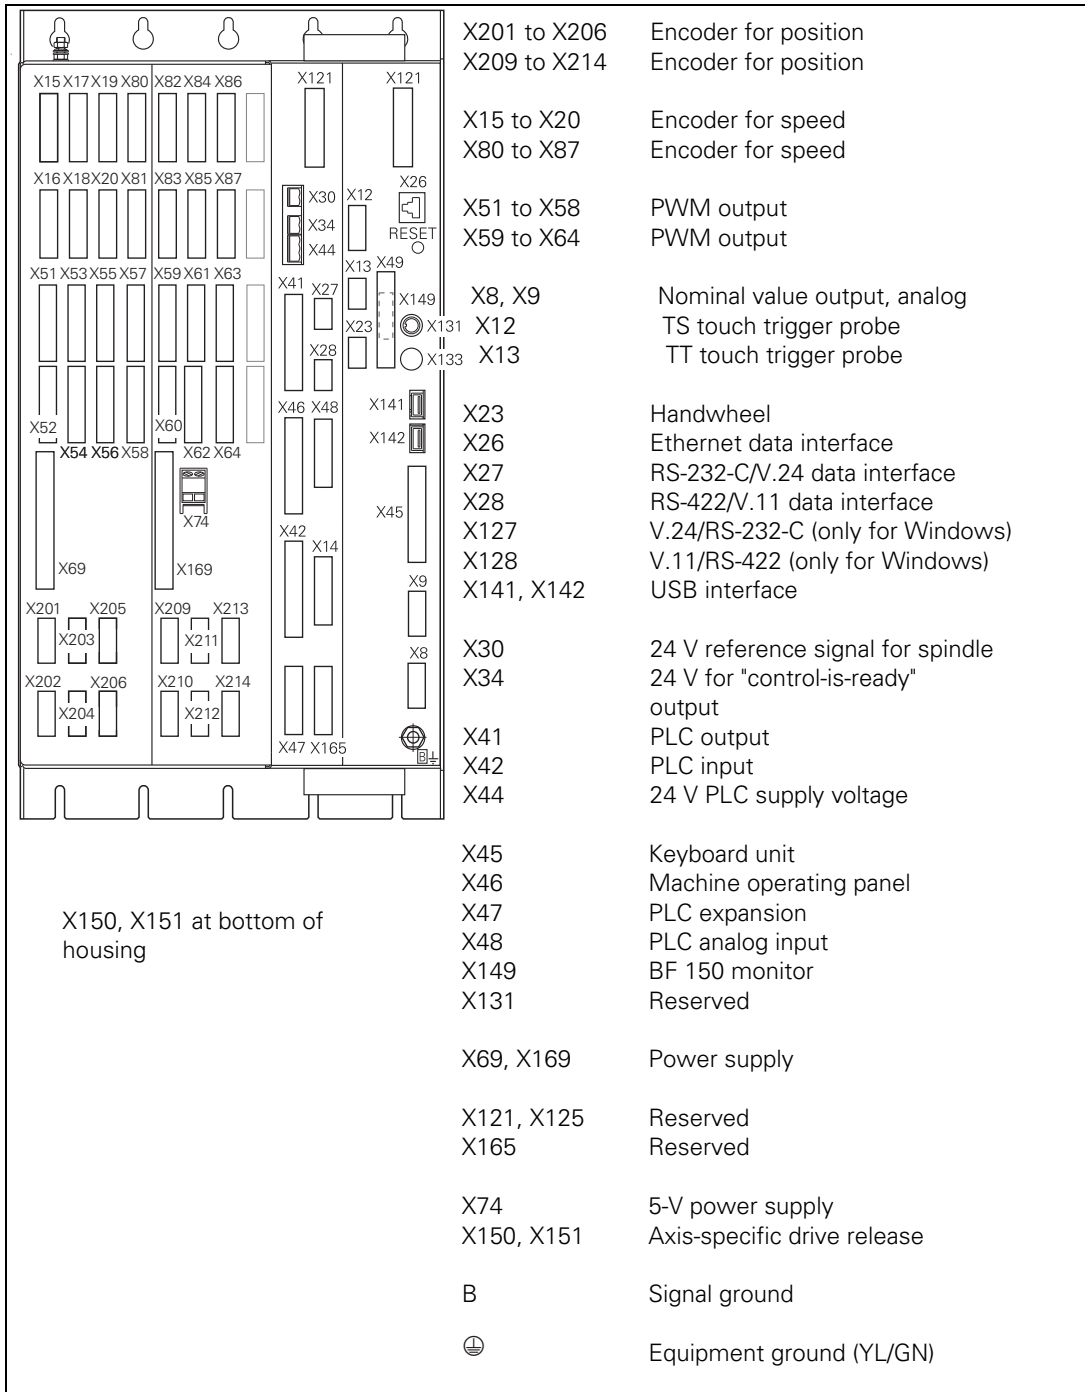 X15 X17 X19 X80 X82 X84 X86 X121 X121
X16 X18 X20 X81 X83 X85 X87 X30 X12 X26
X34 RESET
X44
X51 X53 X55 X57 X59 X61 X63 X41 X27 X13 X49
X149
X23 X131
X28 X133
X52 X60 X46 X48 X141
X54 X56 X58 X62 X64 X142
X74 X45
X42 X14
X69 X169 X9
X201 X205 X209 X213
X203 X211
X8
X202 X206 X210 X214
X204 X212
X47 X165 B
X150, X151 at bottom of
housing
X201 to X206 Encoder for position
X209 to X214 Encoder for position
X15 to X20 Encoder for speed
X80 to X87 Encoder for speed
X51 to X58 PWM output
X59 to X64 PWM output
X8, X9 Nominal value output, analog
X12 TS touch trigger probe
X13 TT touch trigger probe
X23 Handwheel
X26 Ethernet data interface
X27 RS-232-C/V.24 data interface
X28 RS-422/V.11 data interface
X127 V.24/RS-232-C (only for Windows)
X128 V.11/RS-422 (only for Windows)
X141, X142 USB interface
X30 24 V reference signal for spindle
X34 24 V for "control-is-ready"
output
X41 PLC output
X42 PLC input
X44 24 V PLC supply voltage
X45 Keyboard unit
X46 Machine operating panel
X47 PLC expansion
X48 PLC analog input
X149 BF 150 monitor
X131 Reserved
X69, X169 Power supply
X121, X125 Reserved
X165 Reserved
X74 5-V power supply
X150, X151 Axis-specific drive release
B Signal ground
Equipment ground (YL/GN)